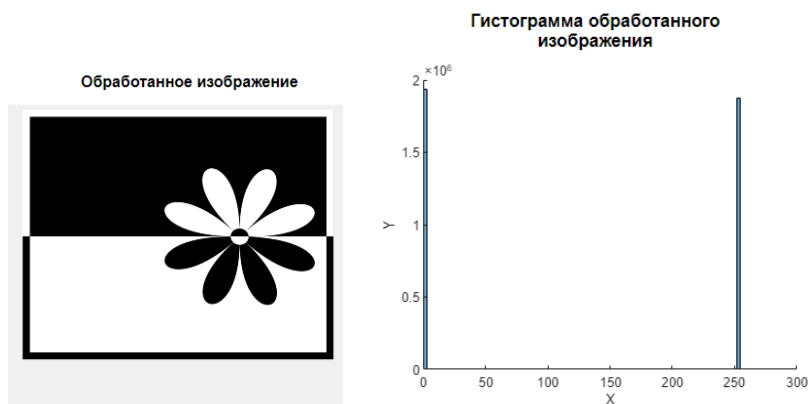 Обработанное изображение
Гистограмма обработанного
изображения
×10⁶
2
1.5
1
0.5
0
Y
0 50 100 150 200 250 300
X